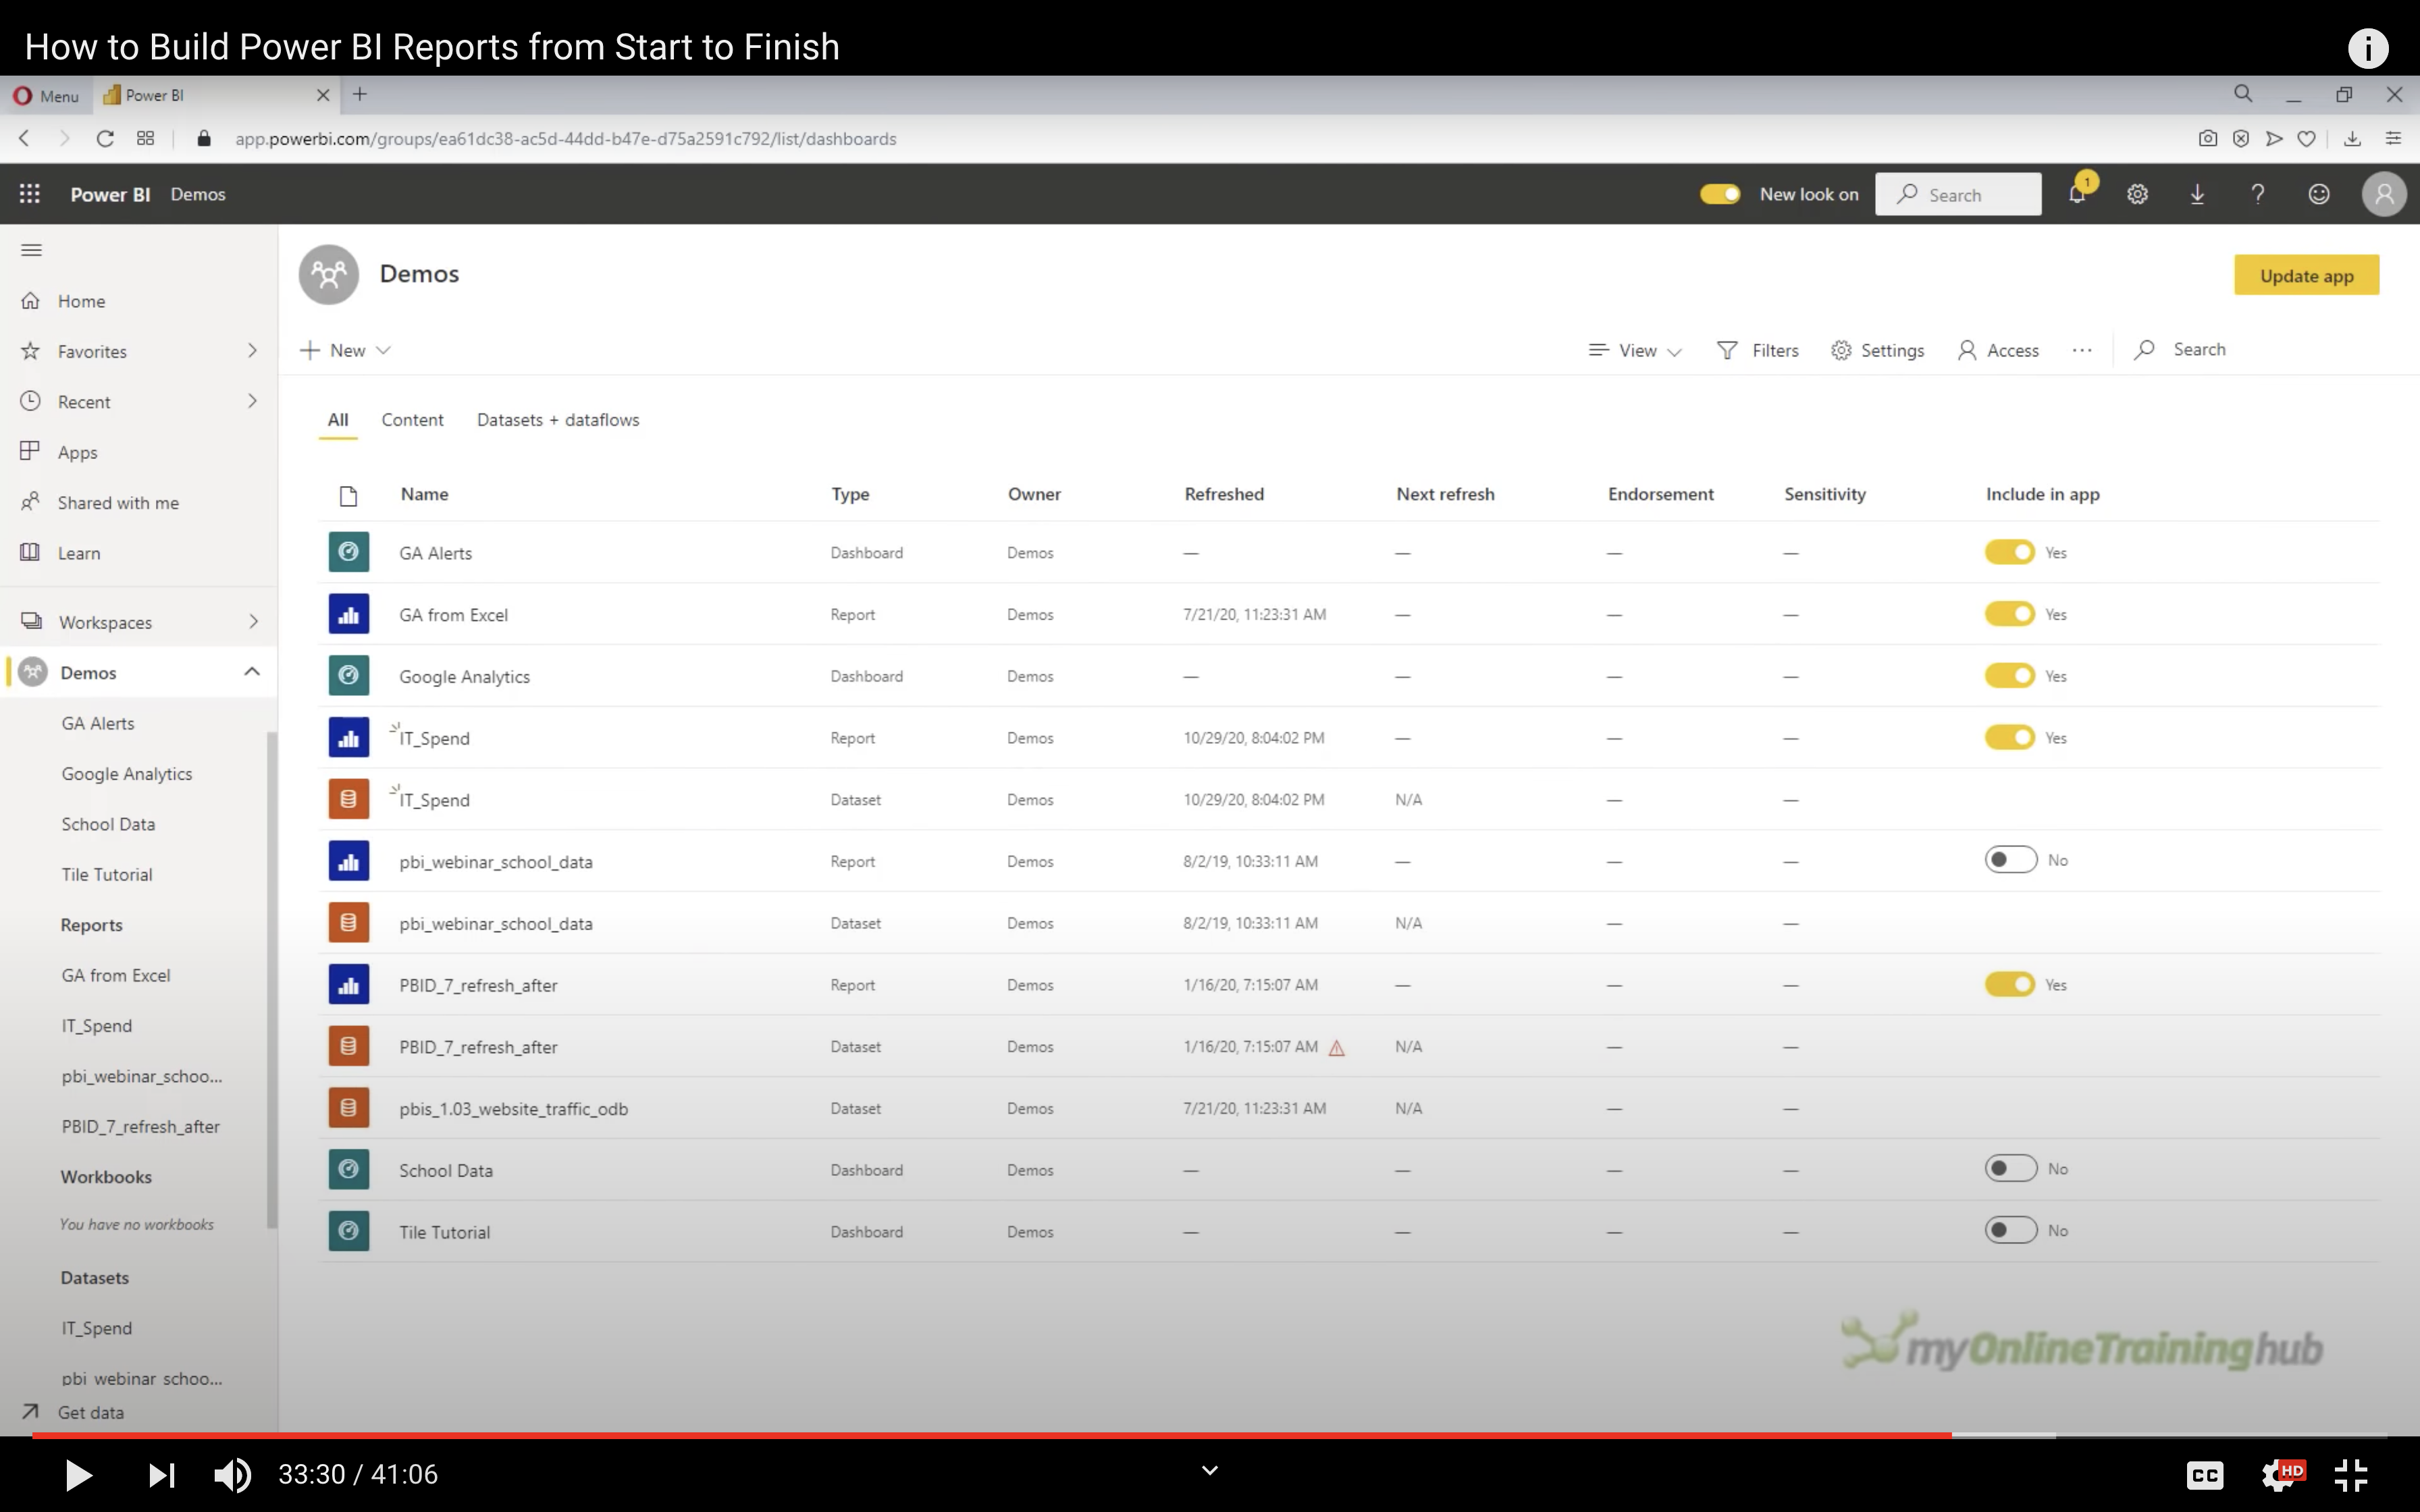 How to Build Power BI Reports from Start to Finish
Menu Power BI
app.powerbi.com/groups/ea61dc38-ac5d-44dd-b47e-d75a2591c792/list/dashboards
Power BI Demos New look on Search 1
Demos Update app
Home
Favorites
Recent
Apps
Shared with me
Learn
Workspaces
Demos
GA Alerts
Google Analytics
School Data
Tile Tutorial
Reports
GA from Excel
IT_Spend
pbi_webinar_schoo...
PBID_7_refresh_after
Workbooks
You have no workbooks
Datasets
IT_Spend
pbi_webinar_schoo...
Get data
New View Filters Settings Access ... Search
All Content Datasets + dataflows
Name Type Owner Refreshed Next refresh Endorsement Sensitivity Include in app
GA Alerts Dashboard Demos — — — — Yes
GA from Excel Report Demos 7/21/20, 11:23:31 AM — — — Yes
Google Analytics Dashboard Demos — — — — Yes
IT_Spend Report Demos 10/29/20, 8:04:02 PM — — — Yes
IT_Spend Dataset Demos 10/29/20, 8:04:02 PM N/A — —
pbi_webinar_school_data Report Demos 8/2/19, 10:33:11 AM — — — No
pbi_webinar_school_data Dataset Demos 8/2/19, 10:33:11 AM N/A — —
PBID_7_refresh_after Report Demos 1/16/20, 7:15:07 AM — — — Yes
PBID_7_refresh_after Dataset Demos 1/16/20, 7:15:07 AM N/A — —
pbis_1.03_website_traffic_odb Dataset Demos 7/21/20, 11:23:31 AM N/A — —
School Data Dashboard Demos — — — — No
Tile Tutorial Dashboard Demos — — — — No
myOnlineTraininghub
33:30 / 41:06 CC HD